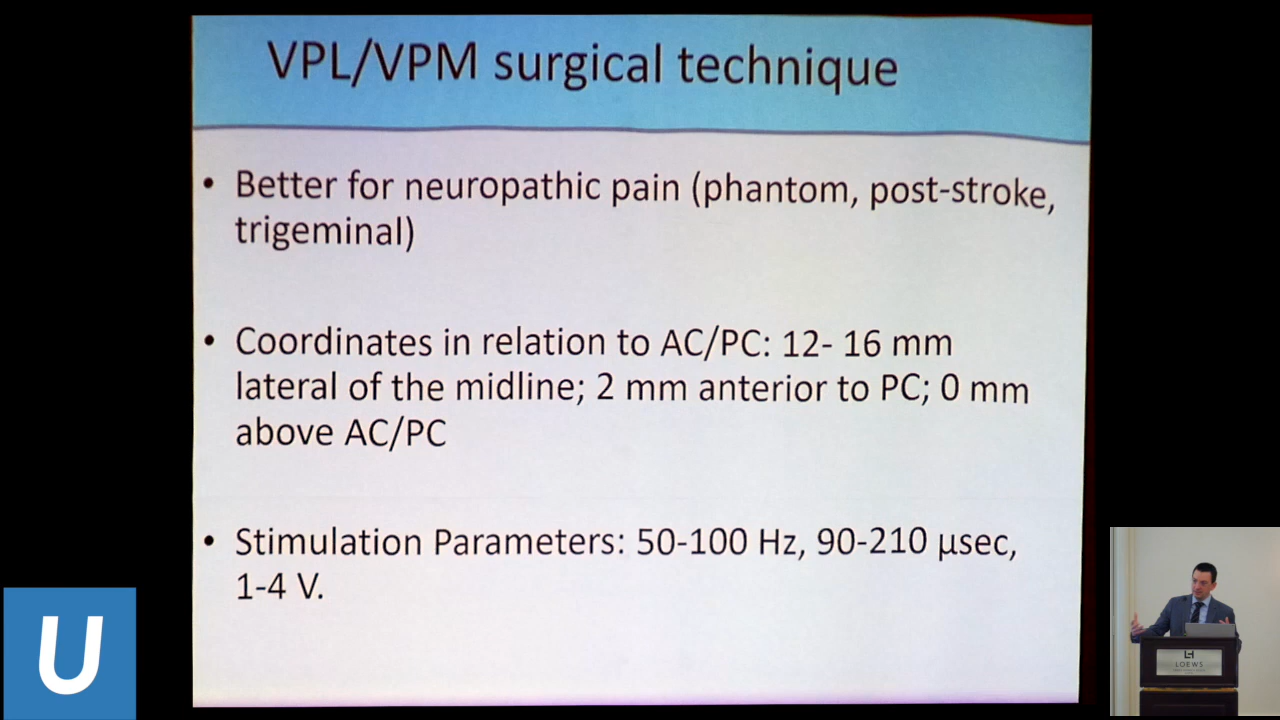 VPL/VPM surgical technique
• Better for neuropathic pain (phantom, post-stroke,
trigeminal)
• Coordinates in relation to AC/PC: 12- 16 mm
lateral of the midline; 2 mm anterior to PC; 0 mm
above AC/PC
• Stimulation Parameters: 50-100 Hz, 90-210 µsec,
1-4 V.
U
LH
LOEWS